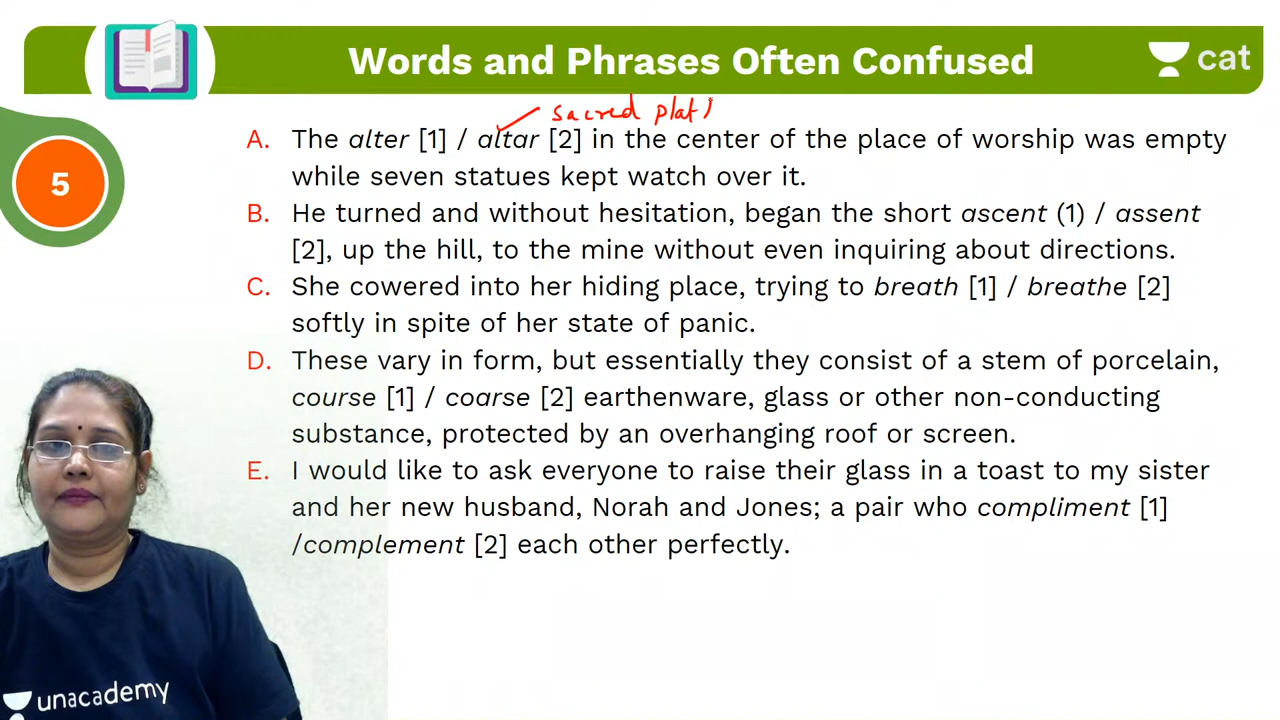 Words and Phrases Often Confused
cat
sacred plat
5
A. The alter [1] / altar [2] in the center of the place of worship was empty
while seven statues kept watch over it.
B. He turned and without hesitation, began the short ascent (1) / assent
[2], up the hill, to the mine without even inquiring about directions.
C. She cowered into her hiding place, trying to breath [1] / breathe [2]
softly in spite of her state of panic.
D. These vary in form, but essentially they consist of a stem of porcelain,
course [1] / coarse [2] earthenware, glass or other non-conducting
substance, protected by an overhanging roof or screen.
E. I would like to ask everyone to raise their glass in a toast to my sister
and her new husband, Norah and Jones; a pair who compliment [1]
/complement [2] each other perfectly.
unacademy